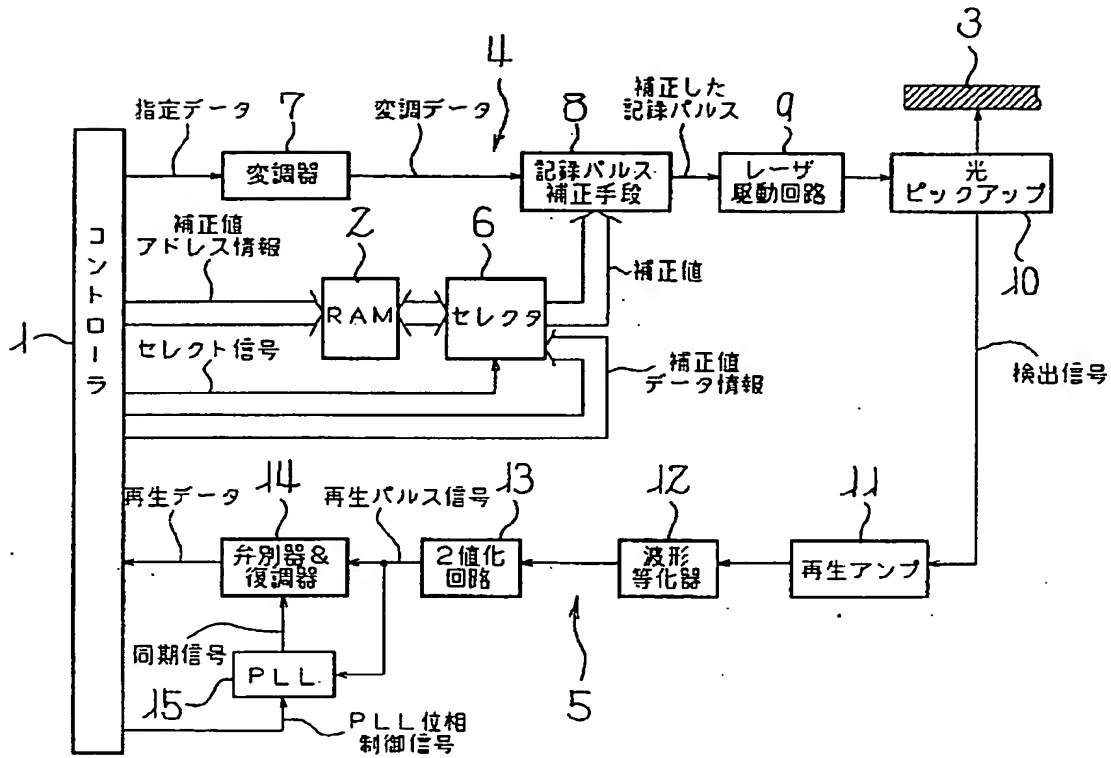 3
4
指定データ
7
変調データ
8
補正した
記録パルス
9
変調器
記録パルス
補正手段
レーザ
駆動回路
光
ピックアップ
10
補正値
アドレス情報
2
6
補正値
RAM
セレクタ
コントローラ
1
セレクト信号
補正値
データ情報
検出信号
再生データ
14
再生パルス信号
13
12
11
弁別器&
復調器
2値化
回路
波形
等化器
再生アンプ
同期信号
PLL
15
5
PLL位相
制御信号